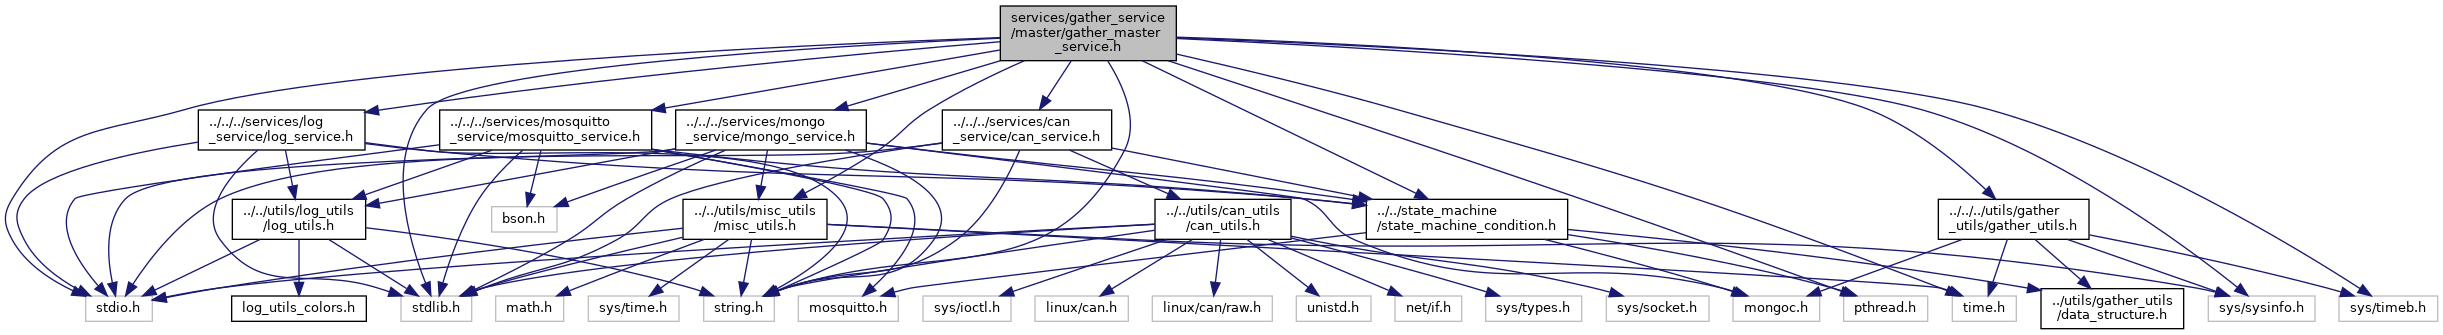 services/gather_service
/master/gather_master
_service.h
../../../services/log
_service/log_service.h
../../../services/mosquitto
_service/mosquitto_service.h
../../../services/mongo
_service/mongo_service.h
../../../services/can
_service/can_service.h
../../utils/log_utils
/log_utils.h
bson.h
../../utils/misc_utils
/misc_utils.h
../../utils/can_utils
/can_utils.h
../../state_machine
/state_machine_condition.h
../../../utils/gather
_utils/gather_utils.h
stdio.h
log_utils_colors.h
stdlib.h
math.h
sys/time.h
string.h
mosquitto.h
sys/ioctl.h
linux/can.h
linux/can/raw.h
unistd.h
net/if.h
sys/types.h
sys/socket.h
mongoc.h
pthread.h
time.h
../utils/gather_utils
/data_structure.h
sys/sysinfo.h
sys/timeb.h